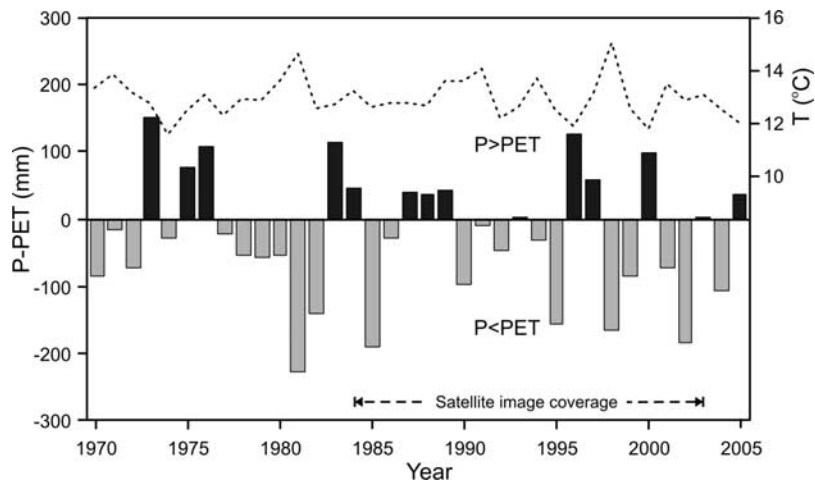 300
200
100
0
-100
-200
-300
P-PET (mm)
16
14
12
10
T (°C)
P>PET
P<PET
Satellite image coverage
1970 1975 1980 1985 1990 1995 2000 2005
Year